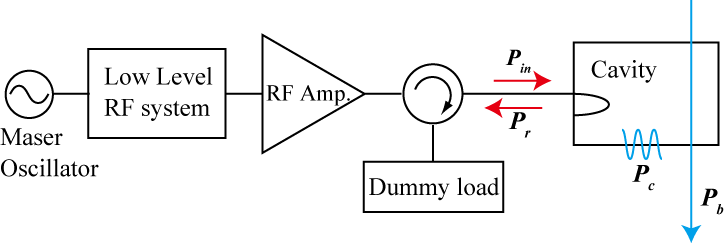 Low Level
RF system
RF Amp.
P_in
P_r
Cavity
Maser
Oscillator
Dummy load
P_c
P_b